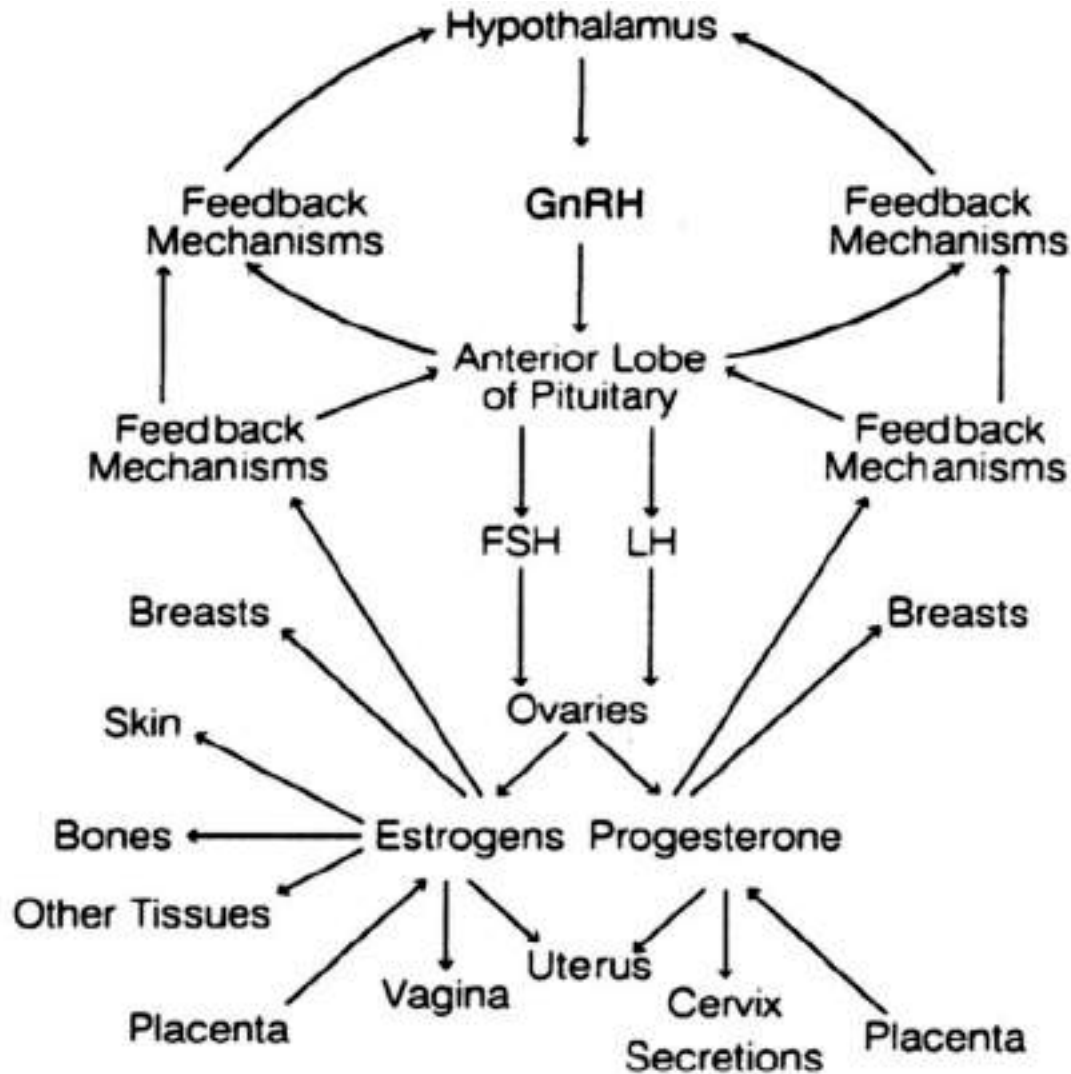 Hypothalamus
Feedback
Mechanisms
GnRH
Feedback
Mechanisms
Anterior Lobe
of Pituitary
Feedback
Mechanisms
Feedback
Mechanisms
FSH
LH
Breasts
Breasts
Ovaries
Skin
Estrogens
Progesterone
Bones
Other Tissues
Uterus
Vagina
Cervix
Secretions
Placenta
Placenta